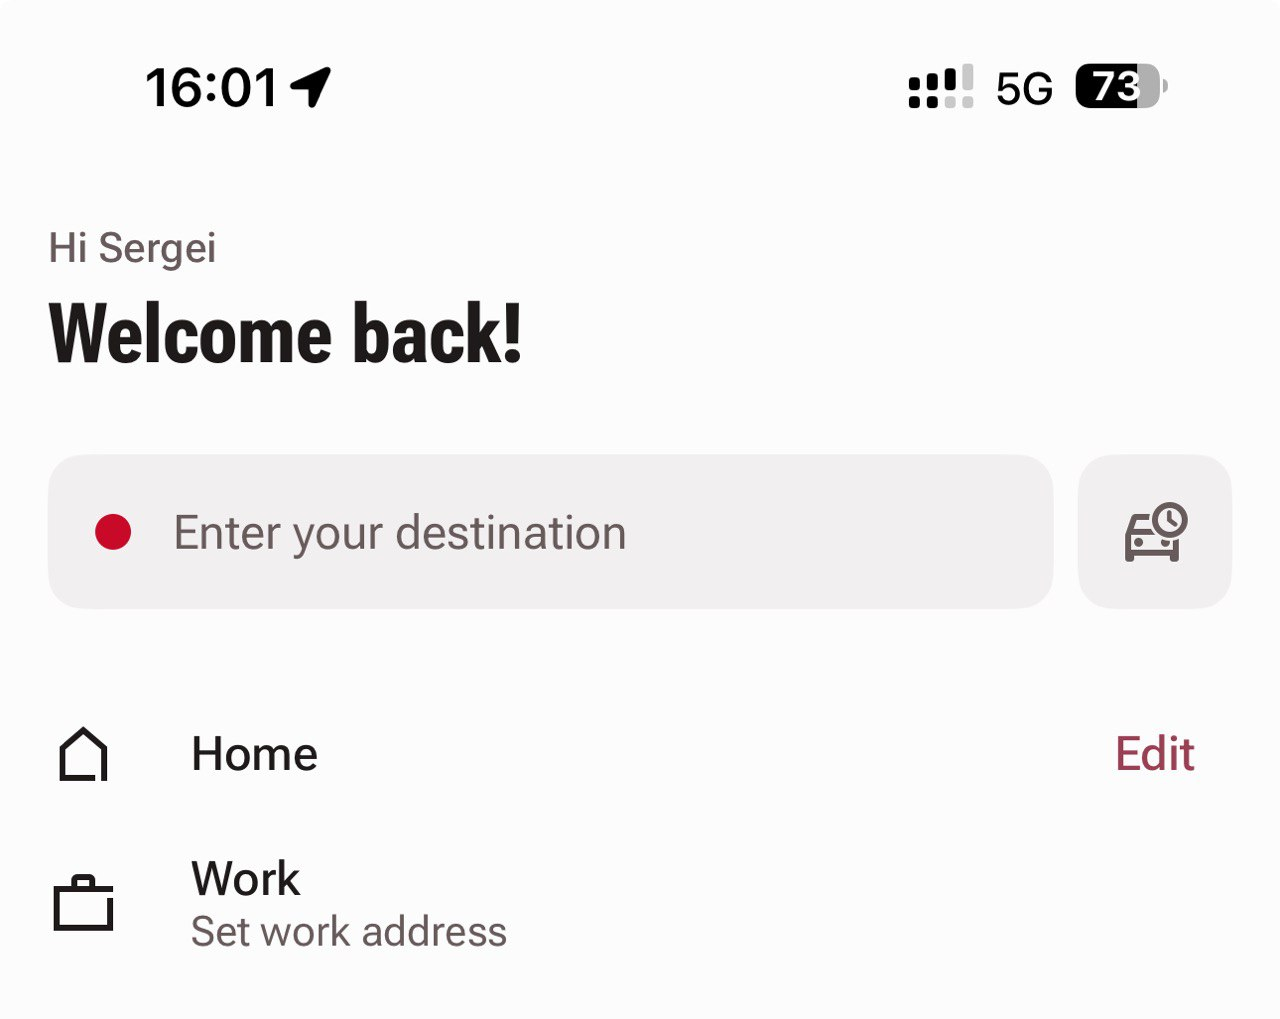 16:01 5G 73
Hi Sergei
Welcome back!
Enter your destination
Home Edit
Work
Set work address